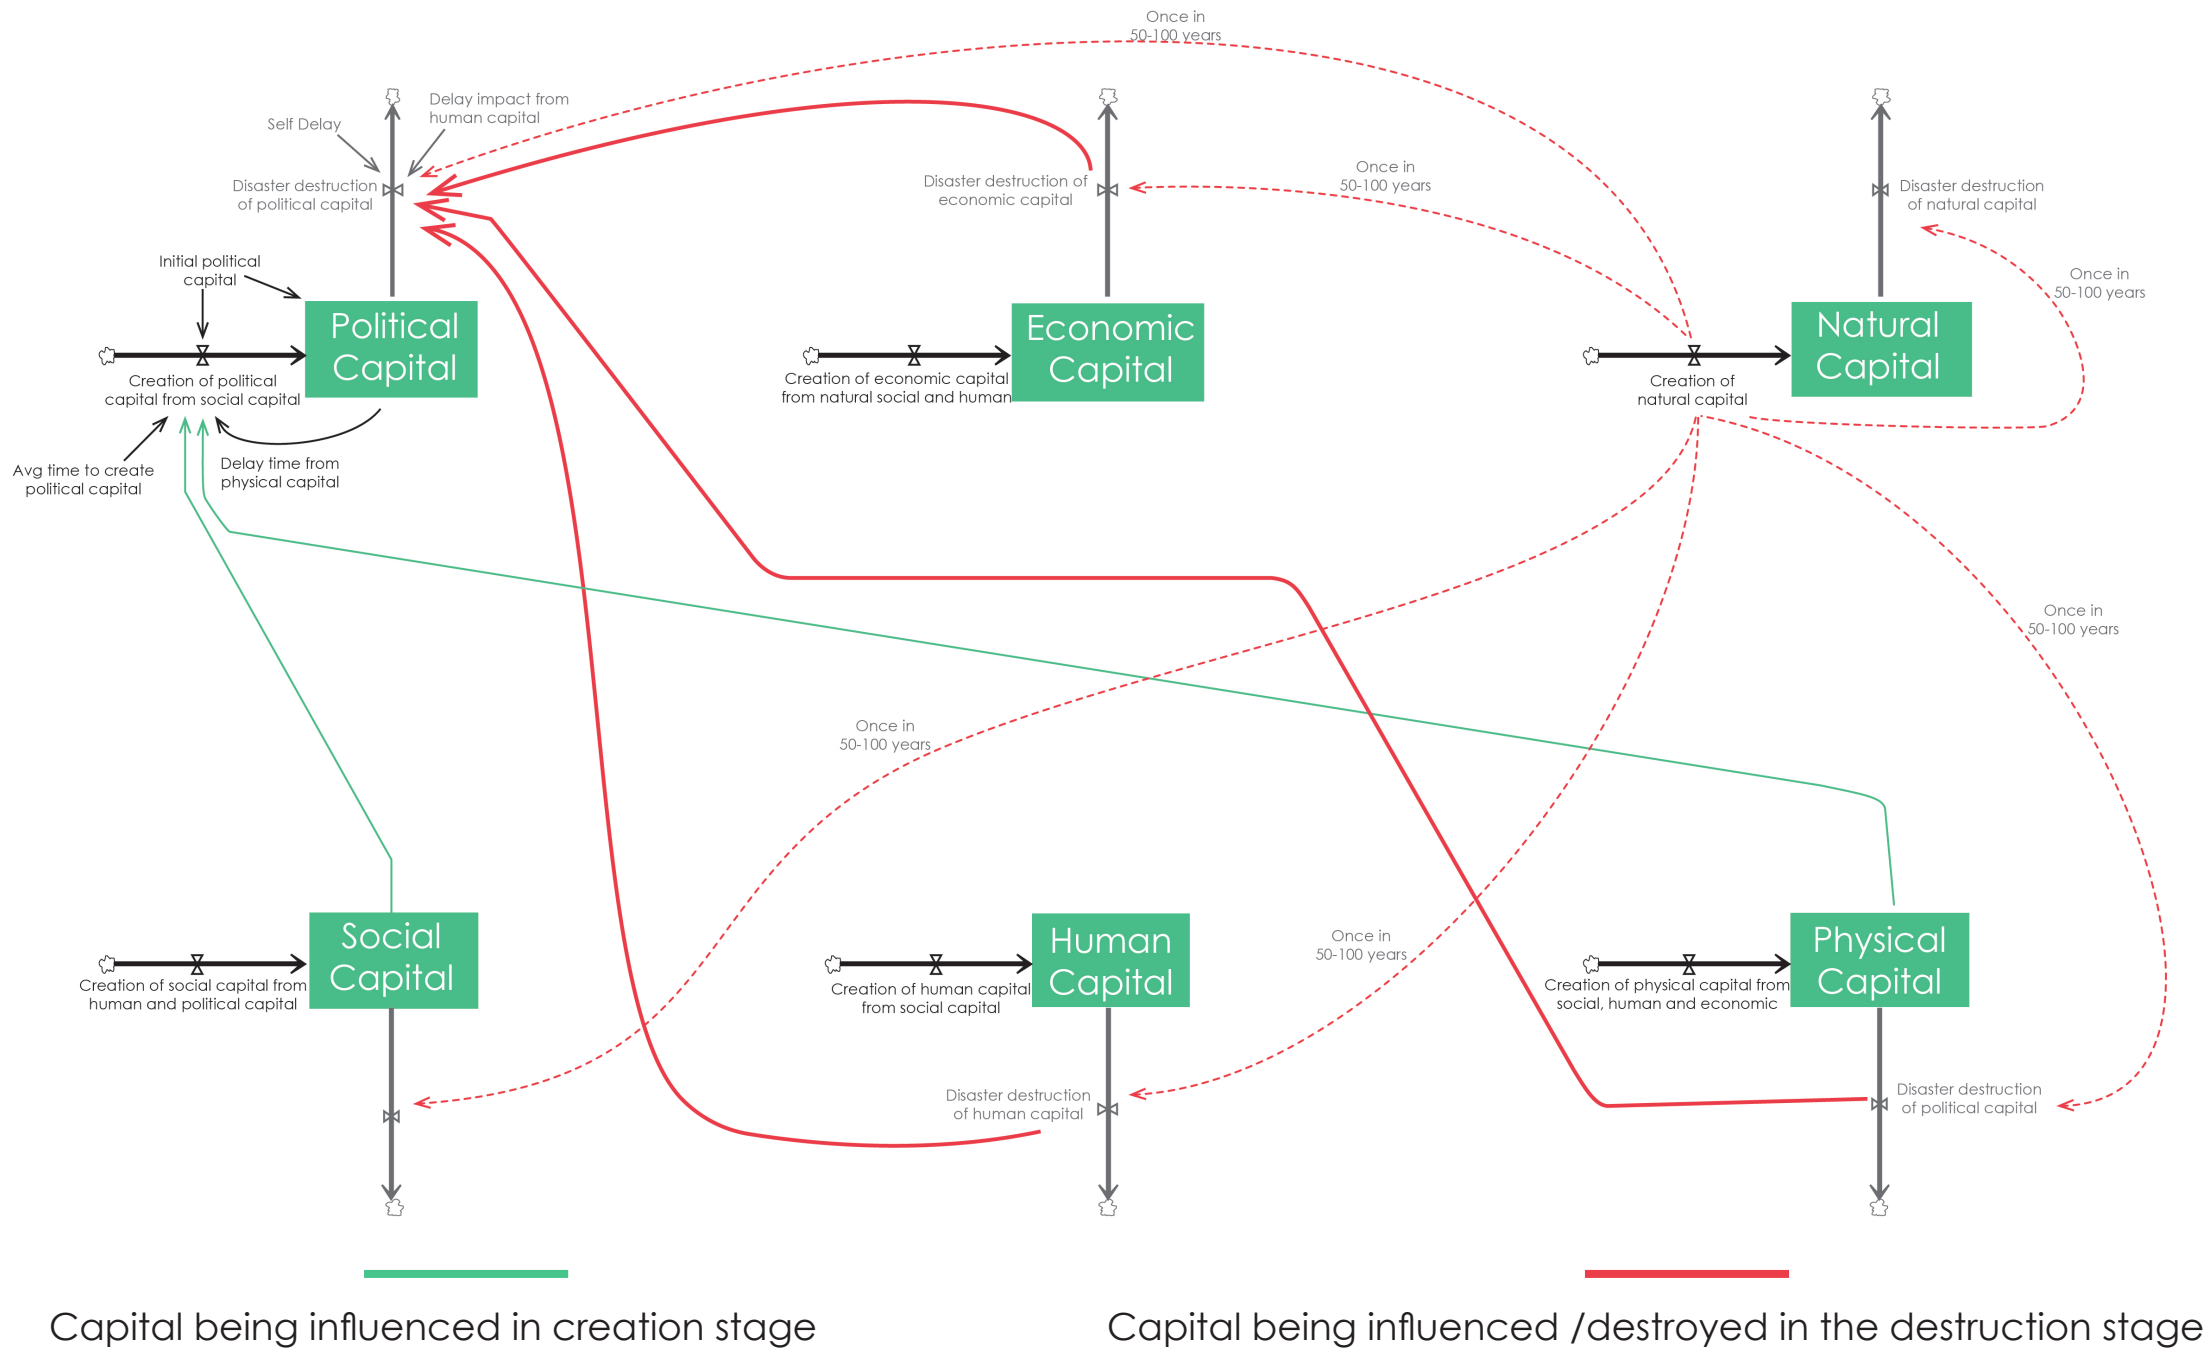 Once in
50-100 years
Delay impact from
human capital
Self Delay
Disaster destruction
of political capital
Disaster destruction of
economic capital
Once in
50-100 years
Disaster destruction
of natural capital
Initial political
capital
Once in
50-100 years
Political
Capital
Economic
Capital
Natural
Capital
Creation of political
capital from social capital
Creation of economic capital
from natural social and human
Creation of
natural capital
Avg time to create
political capital
Delay time from
physical capital
Once in
50-100 years
Once in
50-100 years
Social
Capital
Human
Capital
Once in
50-100 years
Physical
Capital
Creation of social capital from
human and political capital
Creation of human capital
from social capital
Creation of physical capital from
social, human and economic
Disaster destruction
of human capital
Disaster destruction
of political capital
Capital being influenced in creation stage
Capital being influenced /destroyed in the destruction stage